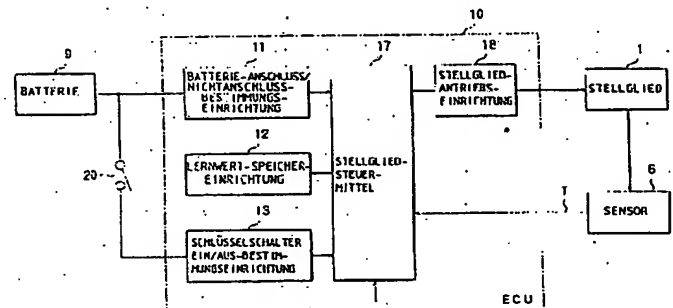 10
9
11
17
18
1
BATTERIE
BATTERIE-ANSCHLUSS/
NICHTANSCHLUSS-
BESTIMMUNGS-
EINRICHTUNG
STELLGLIED-
ANTRIEBS-
EINRICHTUNG
STELLGLIED
12
LERNWERT-SPEICHER-
EINRICHTUNG
20
STELLGLIED-
STEUER-
MITTEL
6
T
SENSOR
13
SCHLÜSSELSCHALTER
EIN/AUS-BESTIM-
MUNGSEINRICHTUNG
ECU